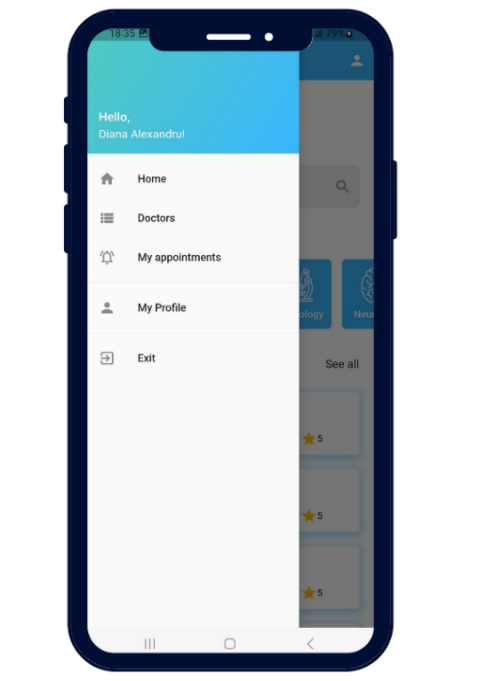 18:35
79%
Hello,
Diana Alexandru!
Home
Doctors
My appointments
ology
Neu
My Profile
Exit
See all
5
5
5